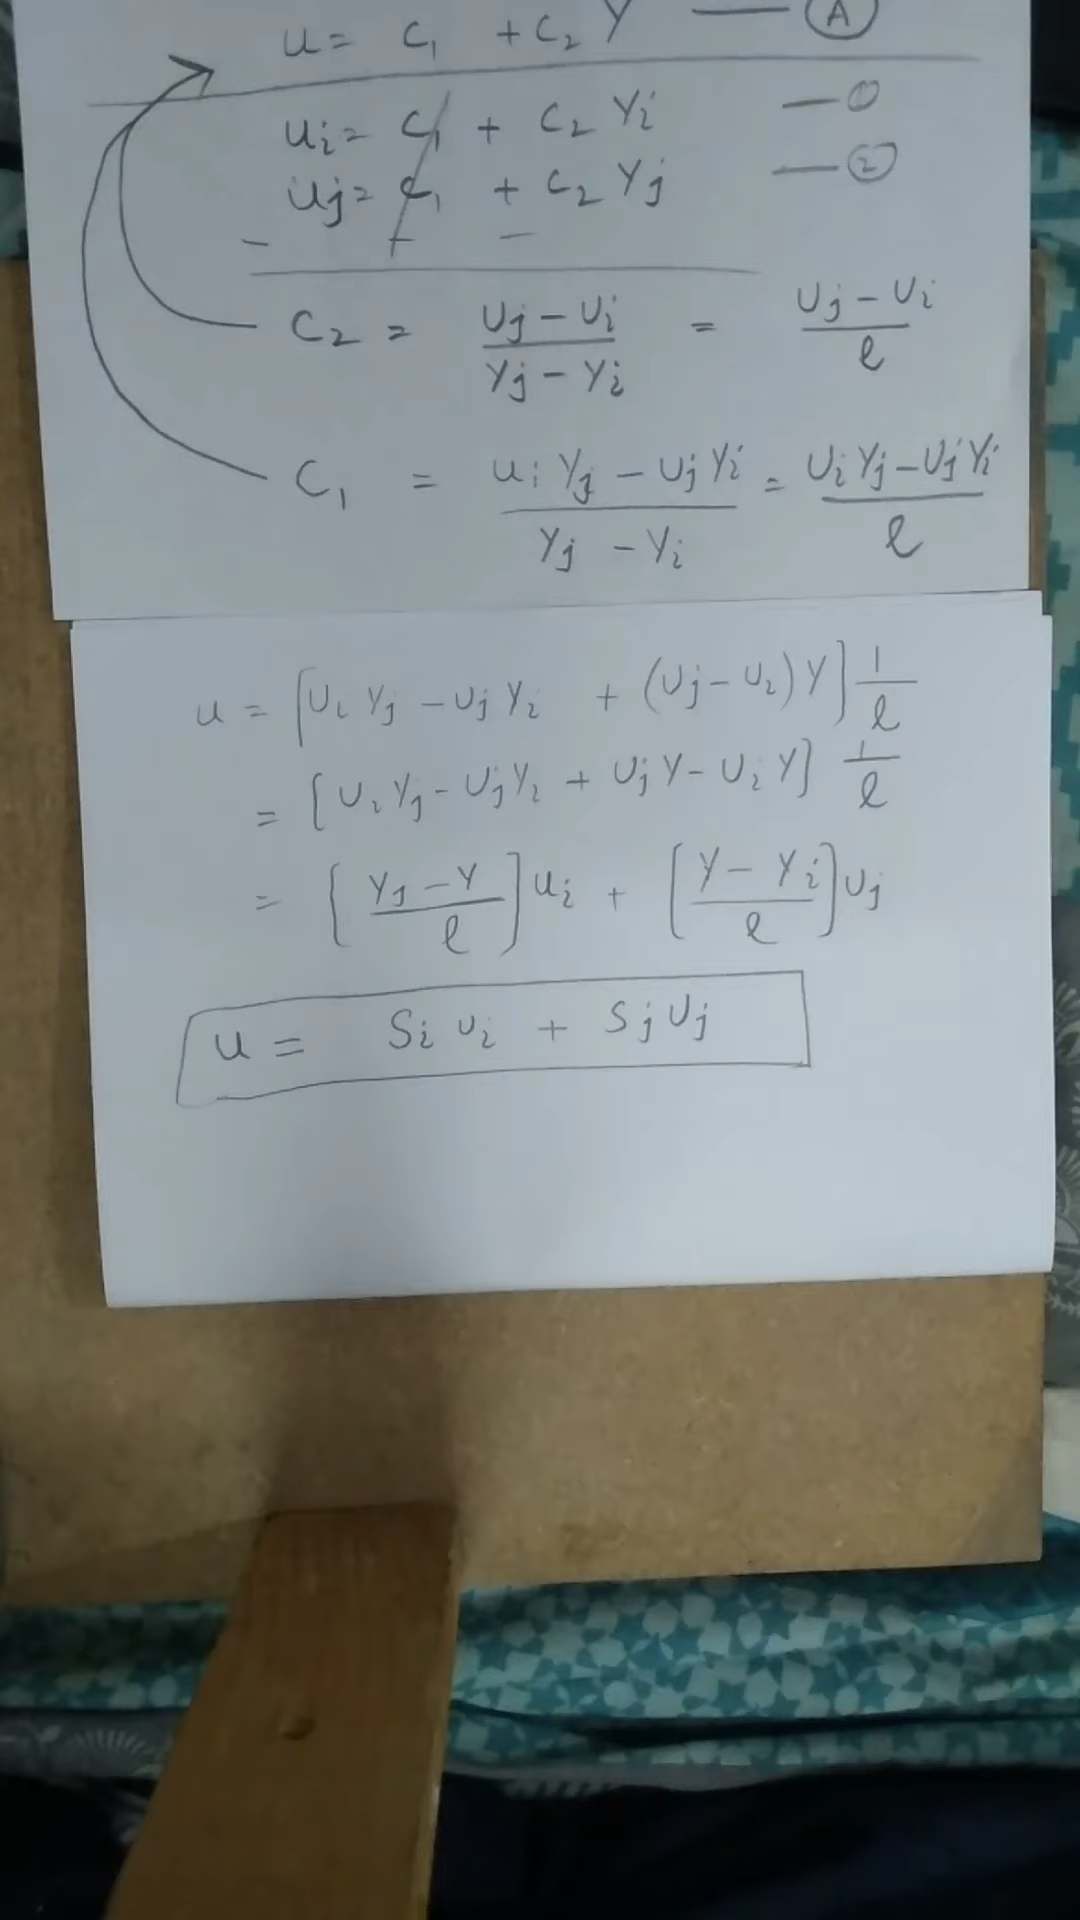 u = C₁ + C₂ Y — (A)
uᵢ = C₁ + C₂ Yᵢ — ①
uⱼ = C₁ + C₂ Yⱼ — ②
− − −
C₂ = (Uⱼ − Uᵢ)/(Yⱼ − Yᵢ) = (Uⱼ − Uᵢ)/ℓ
C₁ = (uᵢ Yⱼ − Uⱼ Yᵢ)/(Yⱼ − Yᵢ) = (Uᵢ Yⱼ − Uⱼ Yᵢ)/ℓ
u = [Uᵢ Yⱼ − Uⱼ Yᵢ + (Uⱼ − Uᵢ) Y] 1/ℓ
= [Uᵢ Yⱼ − Uⱼ Yᵢ + Uⱼ Y − Uᵢ Y] 1/ℓ
= [(Yⱼ − Y)/ℓ] uᵢ + [(Y − Yᵢ)/ℓ] Uⱼ
u = Sᵢ uᵢ + Sⱼ Uⱼ